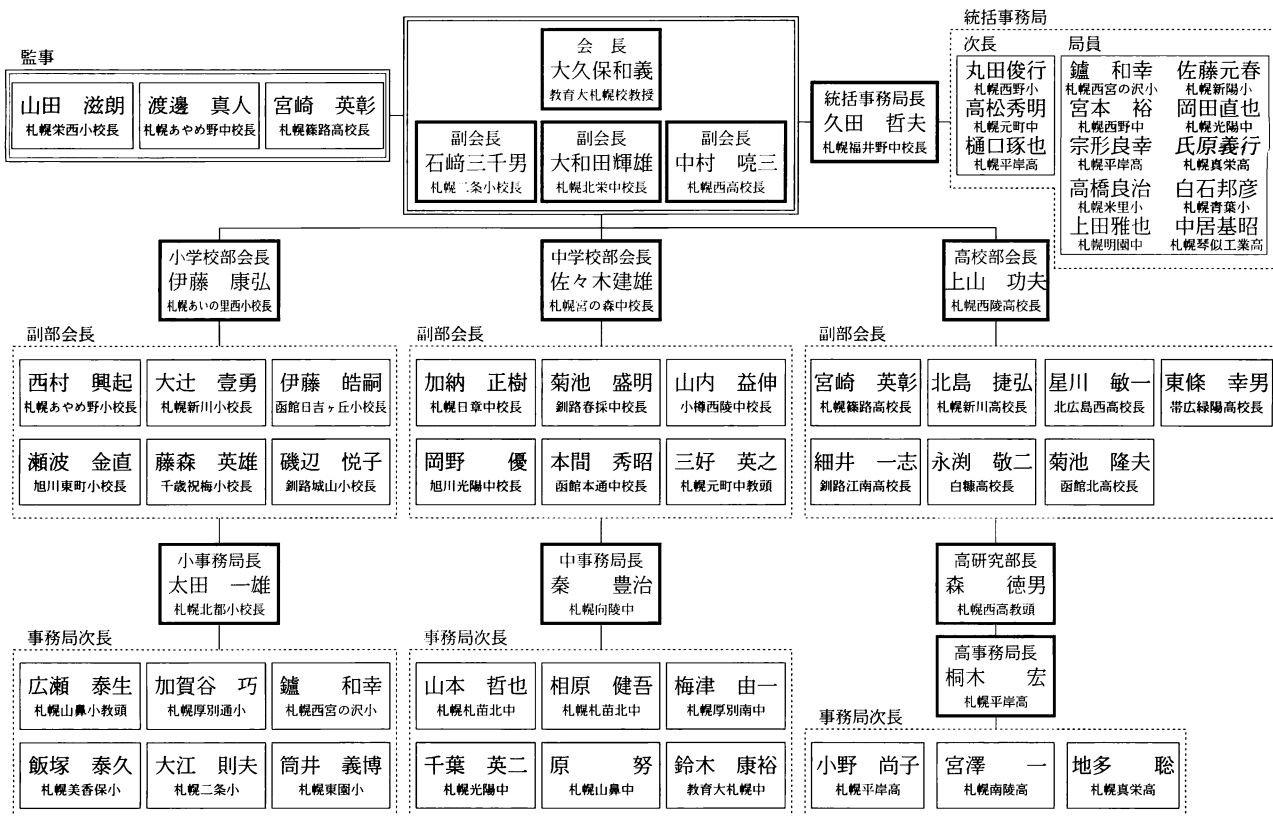 監事
山田　滋朗
札幌栄西小校長
渡邊　真人
札幌あやめ野中校長
宮崎　英彰
札幌篠路高校長
会　長
大久保和義
教育大札幌校教授
副会長
石﨑三千男
札幌二条小校長
副会長
大和田輝雄
札幌北栄中校長
副会長
中村　喨三
札幌西高校長
統括事務局長
久田　哲夫
札幌福井野中校長
統括事務局
次長
丸田俊行
札幌西野小
高松秀明
札幌元町中
樋口琢也
札幌平岸高
局員
鑪　和幸　佐藤元春
札幌西宮の沢小　札幌新陽小
宮本　裕　岡田直也
札幌西野中　札幌光陽中
宗形良幸　氏原義行
札幌平岸高　札幌真栄高
高橋良治　白石邦彦
札幌米里小　札幌青葉小
上田雅也　中居基昭
札幌明園中　札幌琴似工業高
小学校部会長
伊藤　康弘
札幌あいの里西小校長
中学校部会長
佐々木建雄
札幌宮の森中校長
高校部会長
上山　功夫
札幌西陵高校長
副部会長
西村　興起
札幌あやめ野小校長
大辻　壹勇
札幌新川小校長
伊藤　皓嗣
函館日吉ヶ丘小校長
瀬波　金直
旭川東町小校長
藤森　英雄
千歳祝梅小校長
磯辺　悦子
釧路城山小校長
副部会長
加納　正樹
札幌日章中校長
菊池　盛明
釧路春採中校長
山内　益伸
小樽西陵中校長
岡野　優
旭川光陽中校長
本間　秀昭
函館本通中校長
三好　英之
札幌元町中教頭
副部会長
宮崎　英彰
札幌篠路高校長
北島　捷弘
札幌新川高校長
星川　敏一
北広島西高校長
東條　幸男
帯広緑陽高校長
細井　一志
釧路江南高校長
永渕　敬二
白糠高校長
菊池　隆夫
函館北高校長
小事務局長
太田　一雄
札幌北都小校長
中事務局長
秦　豊治
札幌向陵中
高研究部長
森　徳男
札幌西高教頭
高事務局長
桐木　宏
札幌平岸高
事務局次長
広瀬　泰生
札幌山鼻小教頭
加賀谷　巧
札幌厚別通小
鑪　和幸
札幌西宮の沢小
飯塚　泰久
札幌美香保小
大江　則夫
札幌二条小
筒井　義博
札幌東園小
事務局次長
山本　哲也
札幌札苗北中
相原　健吾
札幌札苗北中
梅津　由一
札幌厚別南中
千葉　英二
札幌光陽中
原　努
札幌山鼻中
鈴木　康裕
教育大札幌中
事務局次長
小野　尚子
札幌平岸高
宮澤　一
札幌南陵高
地多　聡
札幌真栄高